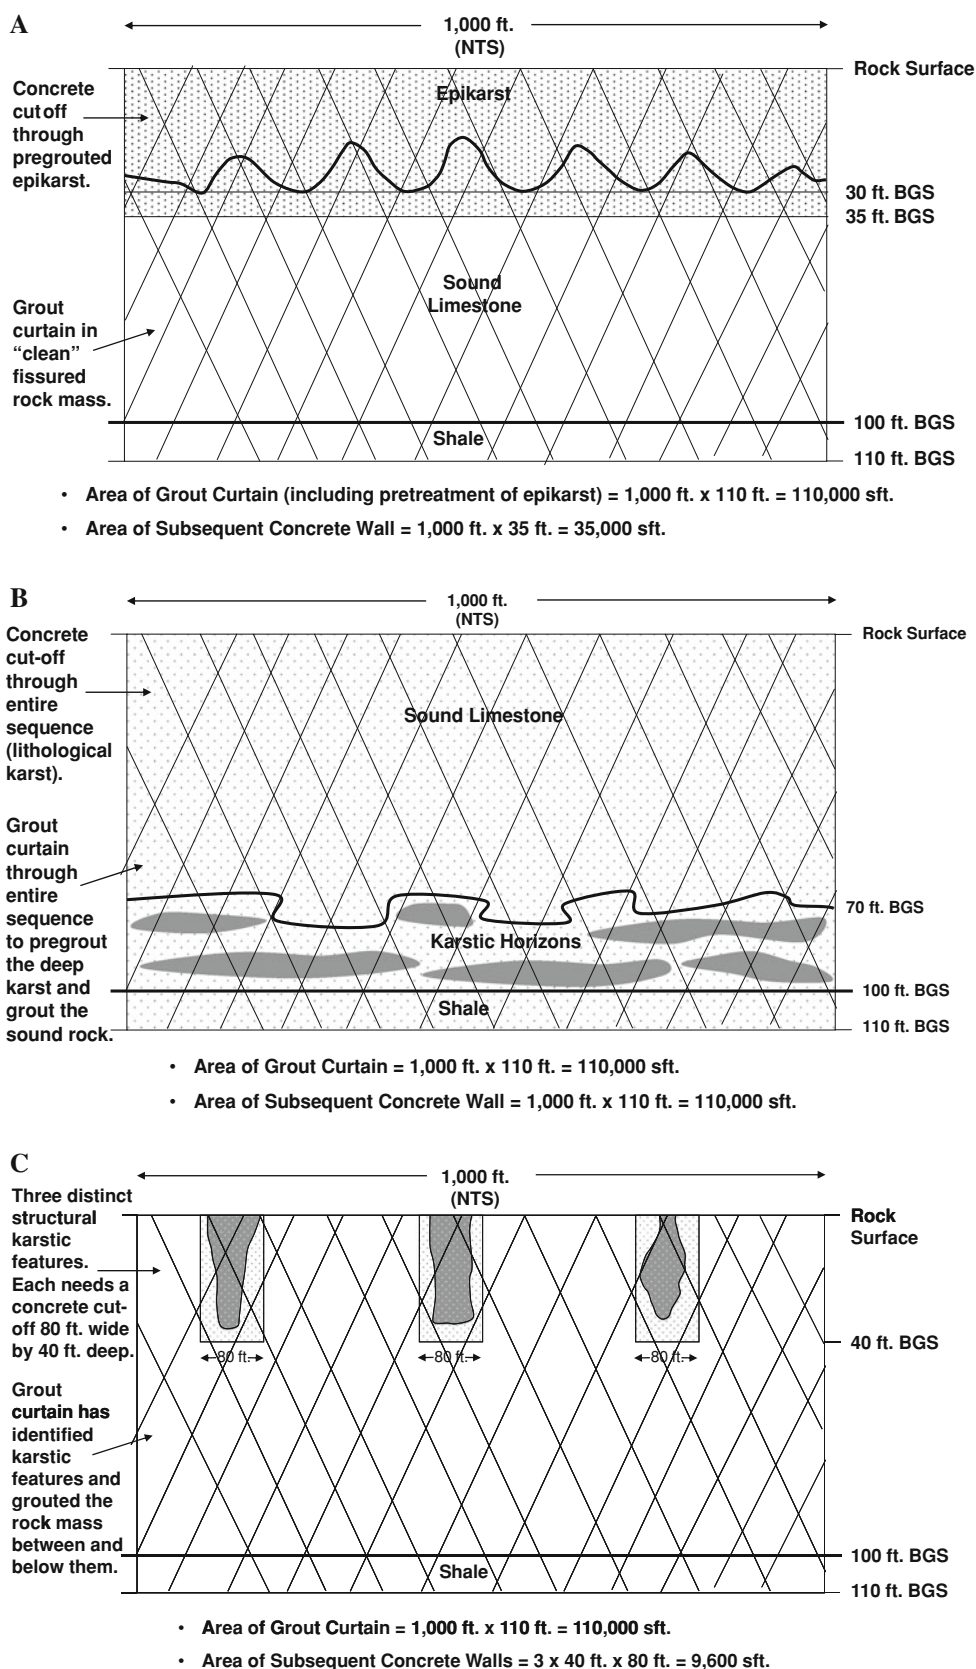 A
1,000 ft.
(NTS)
Rock Surface
Concrete
cut off
through
pregrouted
epikarst.
Epikarst
30 ft. BGS
35 ft. BGS
Sound
Limestone
Grout
curtain in
“clean”
fissured
rock mass.
100 ft. BGS
Shale
110 ft. BGS
• Area of Grout Curtain (including pretreatment of epikarst) = 1,000 ft. x 110 ft. = 110,000 sft.
• Area of Subsequent Concrete Wall = 1,000 ft. x 35 ft. = 35,000 sft.
B
1,000 ft.
(NTS)
Rock Surface
Concrete
cut-off
through
entire
sequence
(lithological
karst).
Sound Limestone
Grout
curtain
through
entire
sequence
to pregrout
the deep
karst and
grout the
sound rock.
70 ft. BGS
Karstic Horizons
100 ft. BGS
Shale
110 ft. BGS
• Area of Grout Curtain = 1,000 ft. x 110 ft. = 110,000 sft.
• Area of Subsequent Concrete Wall = 1,000 ft. x 110 ft. = 110,000 sft.
C
1,000 ft.
(NTS)
Rock
Surface
Three distinct
structural
karstic
features.
Each needs a
concrete cut-
off 80 ft. wide
by 40 ft. deep.
40 ft. BGS
80 ft.
80 ft.
80 ft.
Grout
curtain has
identified
karstic
features and
grouted the
rock mass
between and
below them.
100 ft. BGS
Shale
110 ft. BGS
• Area of Grout Curtain = 1,000 ft. x 110 ft. = 110,000 sft.
• Area of Subsequent Concrete Walls = 3 x 40 ft. x 80 ft. = 9,600 sft.